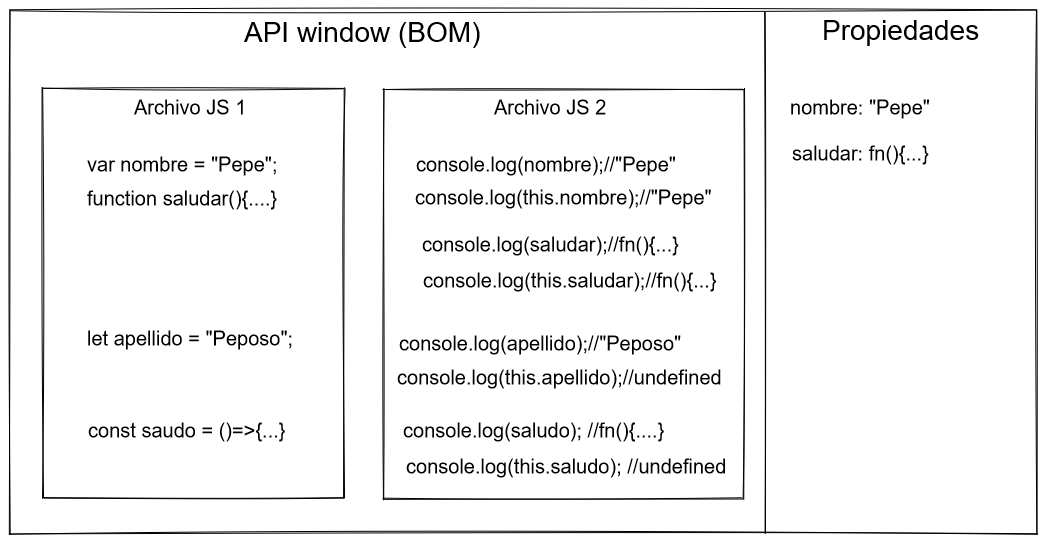 API window (BOM)
Propiedades
Archivo JS 1
var nombre = "Pepe";
function saludar(){....}
let apellido = "Peposo";
const saudo = ()=>{...}
Archivo JS 2
console.log(nombre);//"Pepe"
console.log(this.nombre);//"Pepe"
console.log(saludar);//fn(){...}
console.log(this.saludar);//fn(){...}
console.log(apellido);//"Peposo"
console.log(this.apellido);//undefined
console.log(saludo); //fn(){....}
console.log(this.saludo); //undefined
nombre: "Pepe"
saludar: fn(){...}